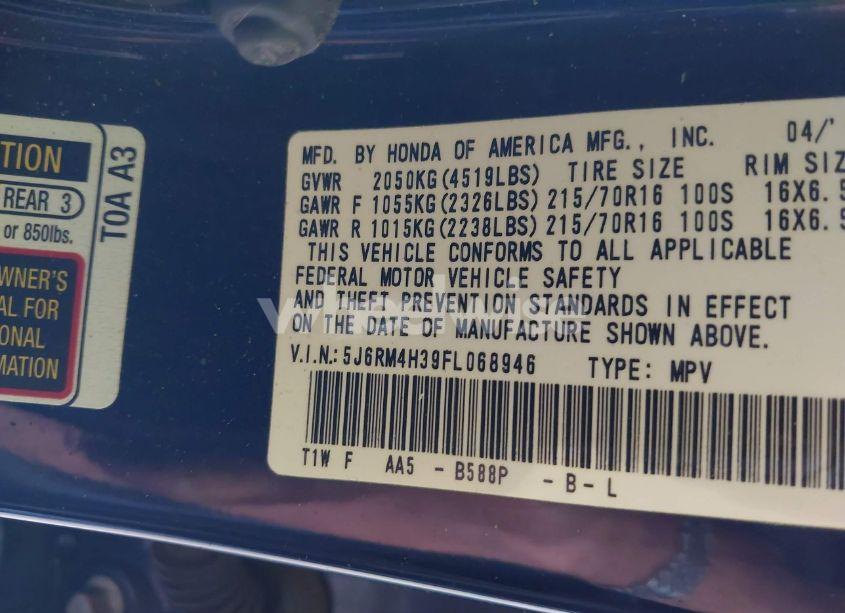 TION
REAR 3
or 850lbs.
WNER'S
AL FOR
IONAL
MATION
T0A A3
MFD. BY HONDA OF AMERICA MFG., INC. 04/'
GVWR 2050KG(4519LBS) TIRE SIZE RIM SIZ
GAWR F 1055KG(2326LBS) 215/70R16 100S 16X6.5
GAWR R 1015KG(2238LBS) 215/70R16 100S 16X6.5
THIS VEHICLE CONFORMS TO ALL APPLICABLE
FEDERAL MOTOR VEHICLE SAFETY
AND THEFT PREVENTION STANDARDS IN EFFECT
ON THE DATE OF MANUFACTURE SHOWN ABOVE.
V.I.N.: 5J6RM4H39FL068946 TYPE: MPV
T1W F AA5 - B588P - B - L